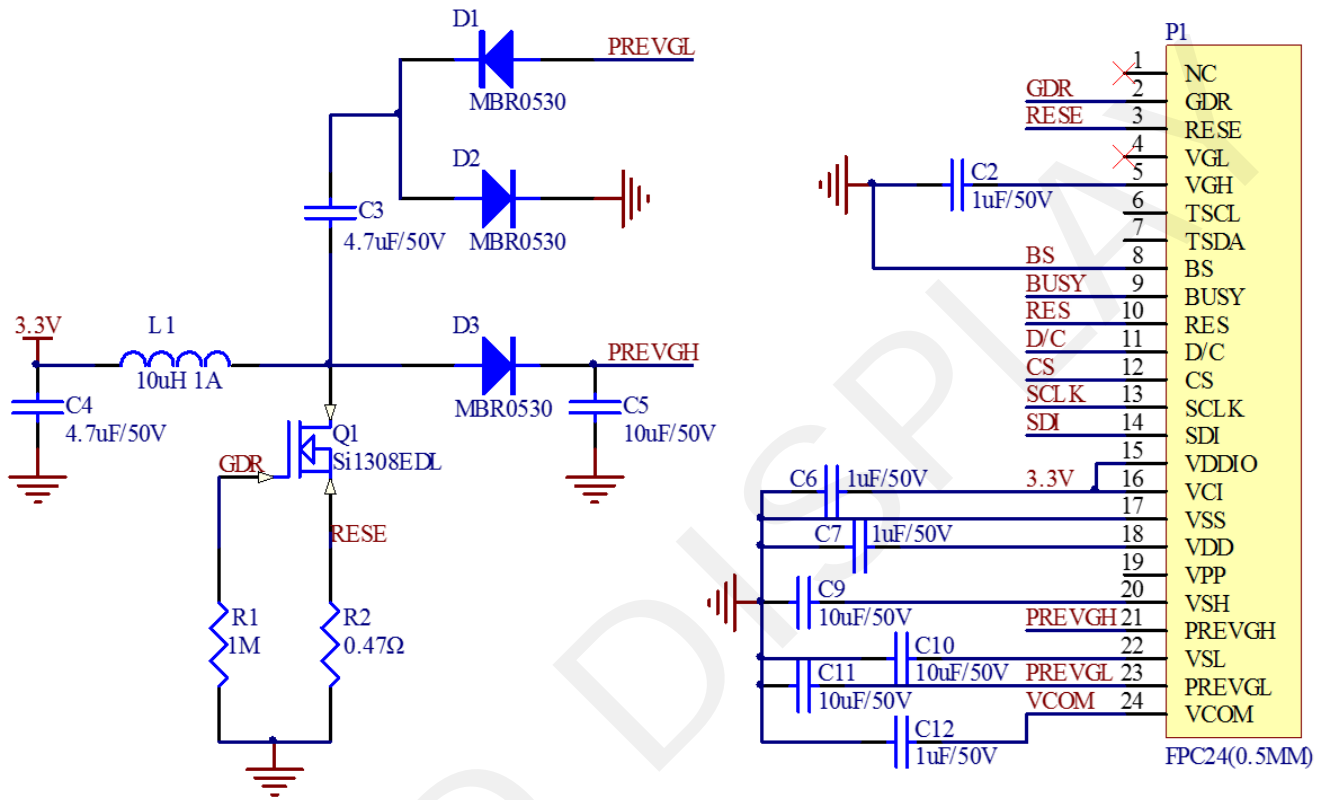 D1
PREVGL
MBR0530
D2
MBR0530
C3
4.7uF/50V
3.3V
L1
10uH 1A
D3
PREVGH
MBR0530
C4
4.7uF/50V
C5
10uF/50V
Q1
Si1308EDL
GDR
RESE
R1
1M
R2
0.47Ω
P1
1 NC
GDR 2 GDR
RESE 3 RESE
4 VGL
C2
1uF/50V
5 VGH
6 TSCL
7 TSDA
BS 8 BS
BUSY 9 BUSY
RES 10 RES
D/C 11 D/C
CS 12 CS
SCLK 13 SCLK
SDI 14 SDI
15 VDDIO
C6 1uF/50V 3.3V 16 VCI
17 VSS
C7 1uF/50V 18 VDD
19 VPP
C9
10uF/50V
20 VSH
PREVGH 21 PREVGH
C10
10uF/50V
22 VSL
C11
10uF/50V
PREVGL 23 PREVGL
VCOM 24 VCOM
C12
1uF/50V
FPC24(0.5MM)
D DISPLAY